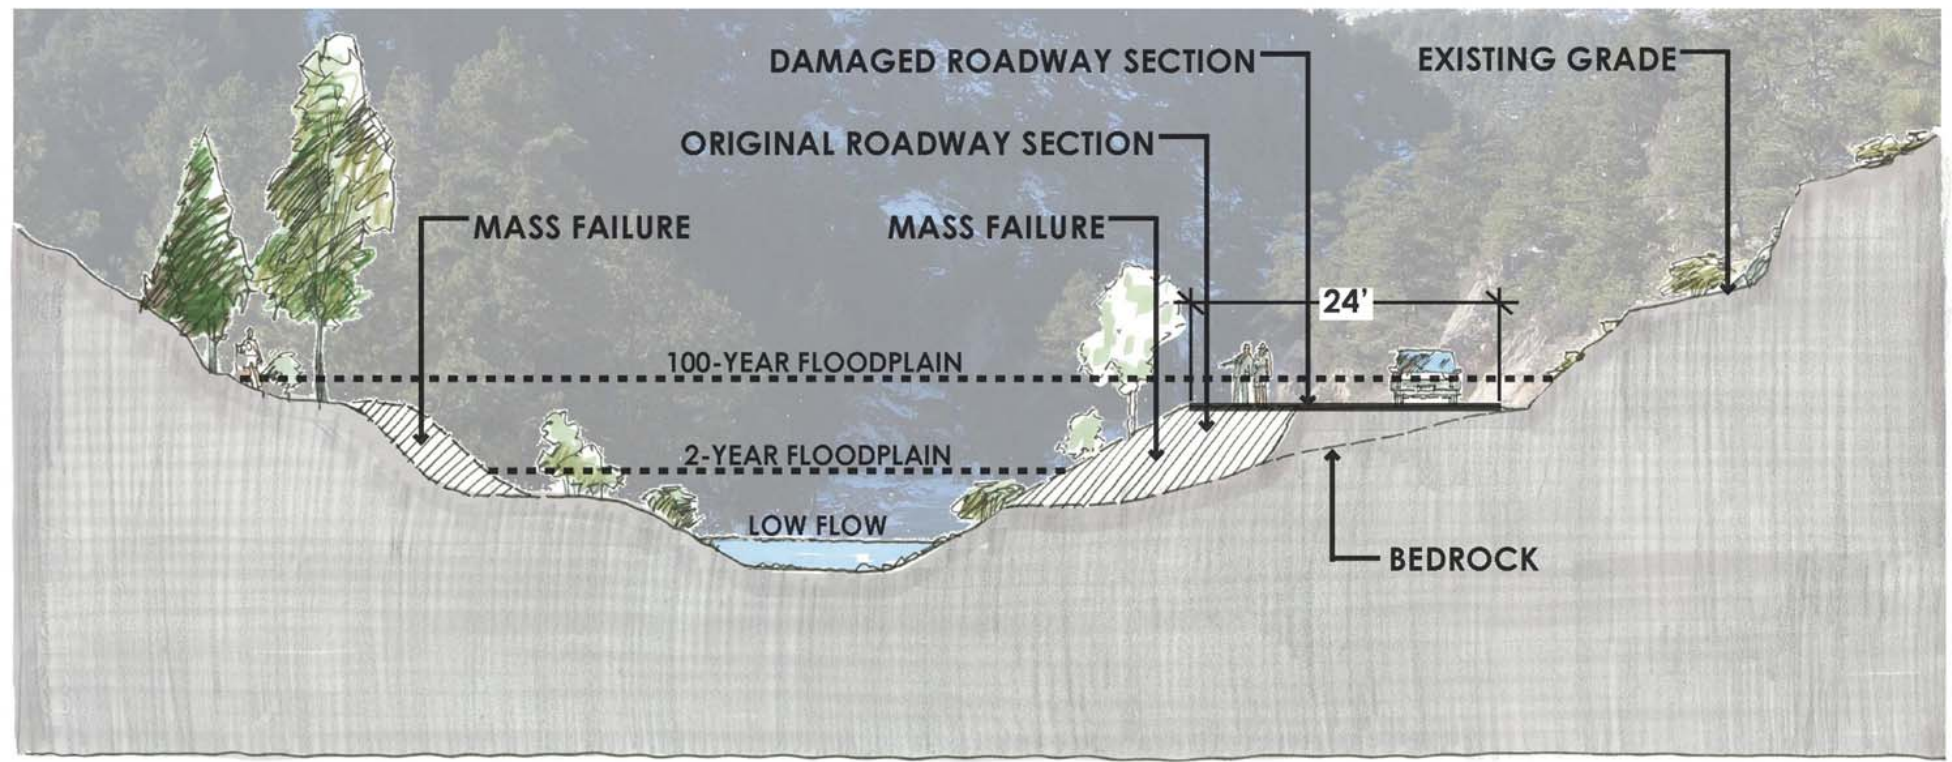 DAMAGED ROADWAY SECTION
EXISTING GRADE
ORIGINAL ROADWAY SECTION
MASS FAILURE
MASS FAILURE
24'
100-YEAR FLOODPLAIN
2-YEAR FLOODPLAIN
LOW FLOW
BEDROCK